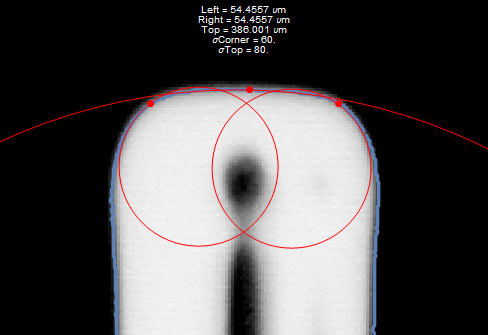 Left = 54.4557 um
Right = 54.4557 um
Top = 386.001 um
σCorner = 60.
σTop = 80.